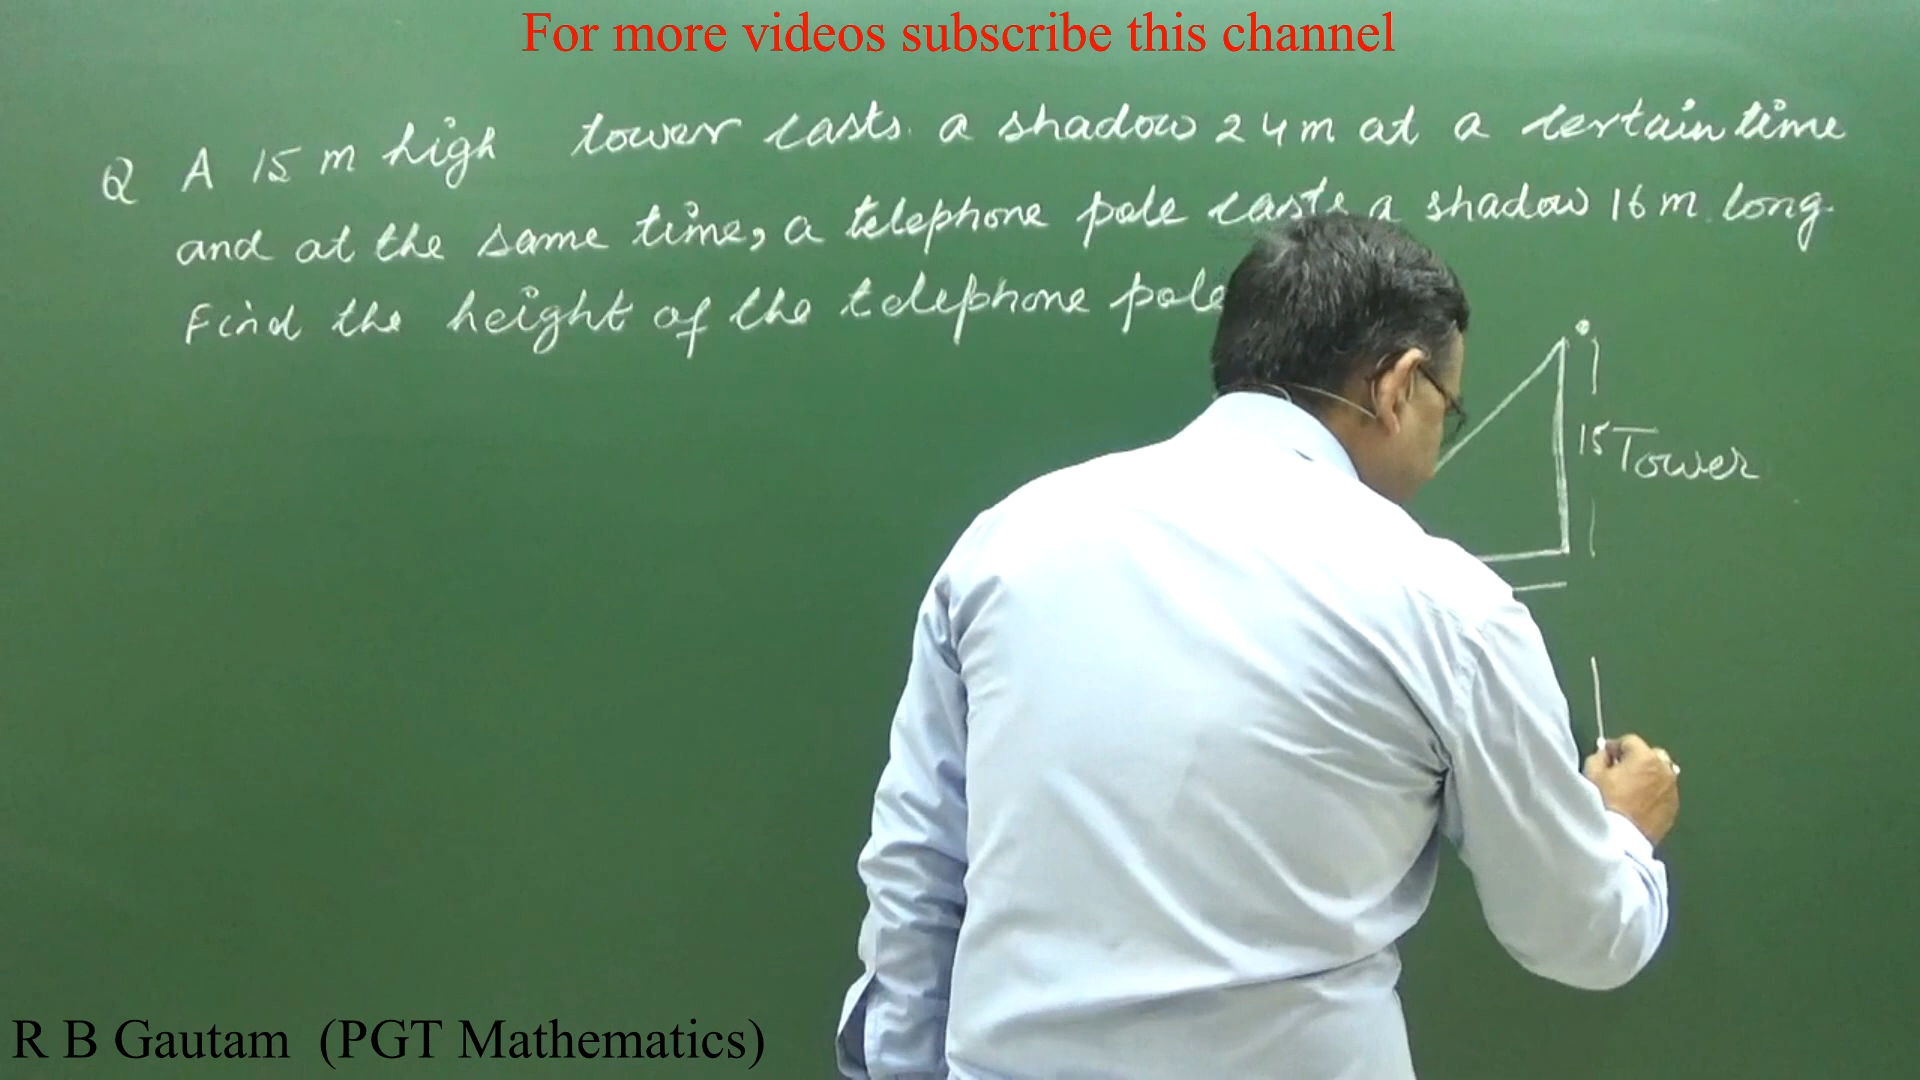 For more videos subscribe this channel
Q A 15 m high tower casts a shadow 24 m at a certain time
and at the same time, a telephone pole casts a shadow 16 m long.
Find the height of the telephone pole
15 Tower
R B Gautam (PGT Mathematics)